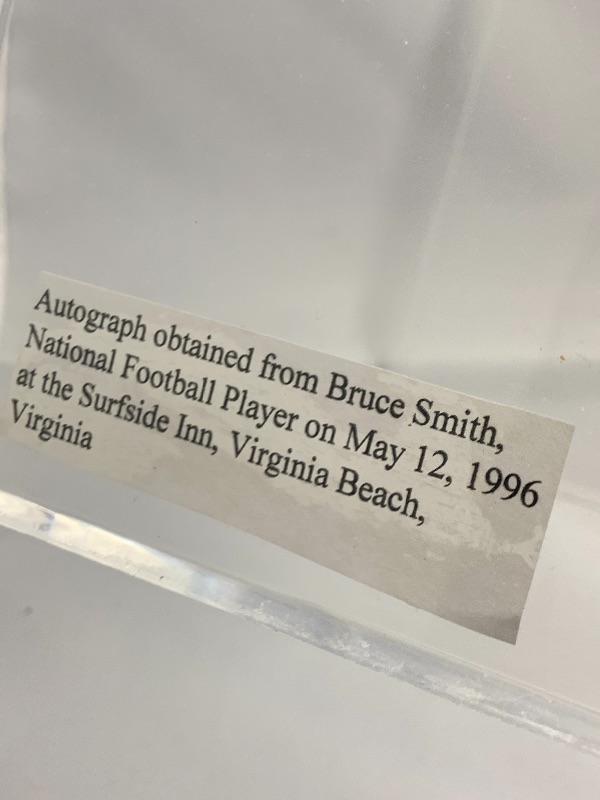 Autograph obtained from Bruce Smith,
National Football Player on May 12, 1996
at the Surfside Inn, Virginia Beach,
Virginia